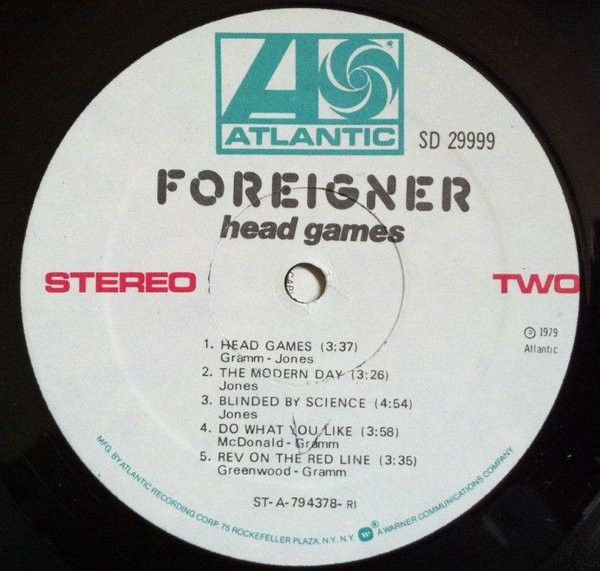 ATLANTIC
SD 29999
FOREIGNER
head games
STEREO
TWO
℗ 1979
Atlantic
1. HEAD GAMES (3:37)
Gramm - Jones
2. THE MODERN DAY (3:26)
Jones
3. BLINDED BY SCIENCE (4:54)
Jones
4. DO WHAT YOU LIKE (3:58)
McDonald - Gramm
5. REV ON THE RED LINE (3:35)
Greenwood - Gramm
ST-A-794378- RI
MFG. BY ATLANTIC RECORDING CORP. 75 ROCKEFELLER PLAZA, N.Y. N.Y. ® A WARNER COMMUNICATIONS COMPANY